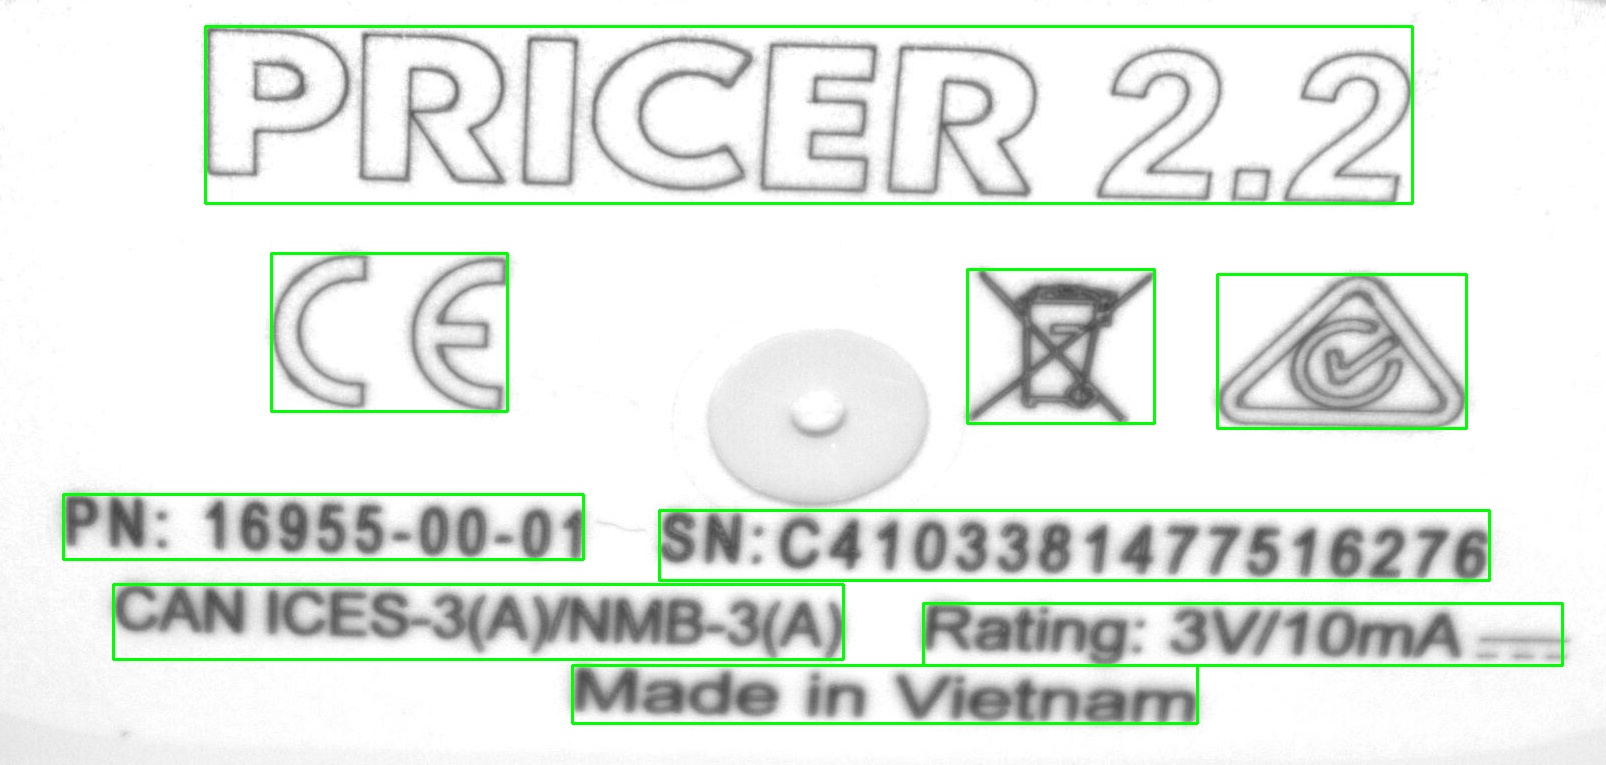 PRICER 2.2
CE
PN: 16955-00-01
SN:C4103381477516276
CAN ICES-3(A)/NMB-3(A)
Rating: 3V/10mA
Made in Vietnam